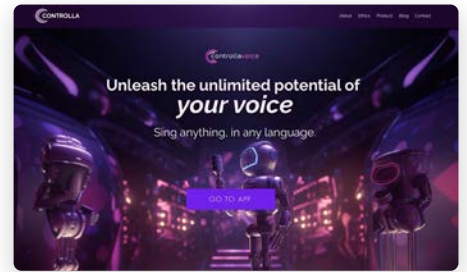 CONTROLLA
About Ethics Product Blog Contact
controllavoice
Unleash the unlimited potential of
your voice
Sing anything, in any language.
GO TO APP